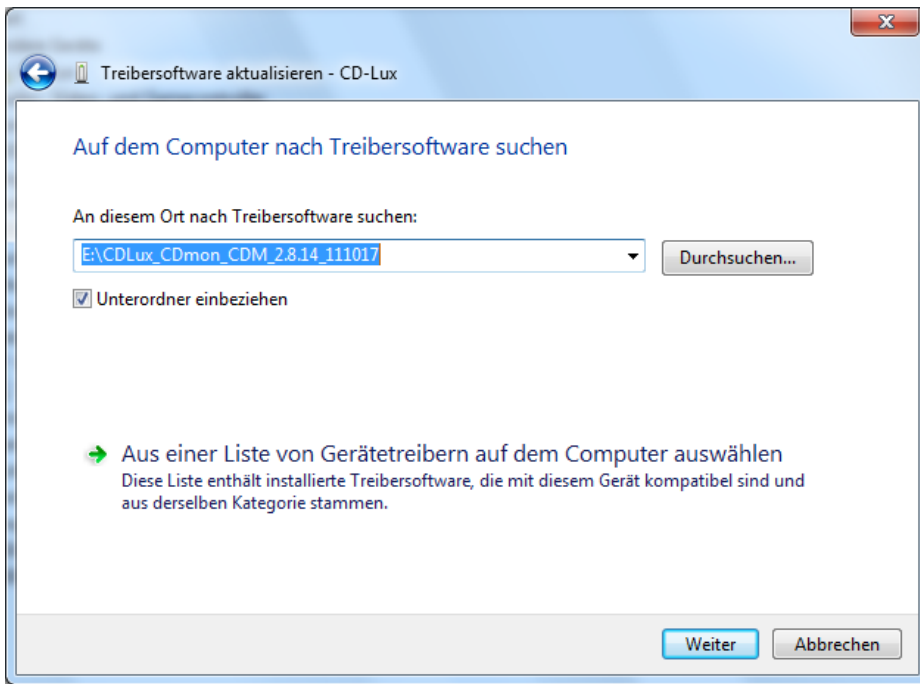 Treibersoftware aktualisieren - CD-Lux
Auf dem Computer nach Treibersoftware suchen
An diesem Ort nach Treibersoftware suchen:
E:\CDLux_CDmon_CDM_2.8.14_111017
Durchsuchen...
Unterordner einbeziehen
Aus einer Liste von Gerätetreibern auf dem Computer auswählen
Diese Liste enthält installierte Treibersoftware, die mit diesem Gerät kompatibel sind und
aus derselben Kategorie stammen.
Weiter
Abbrechen